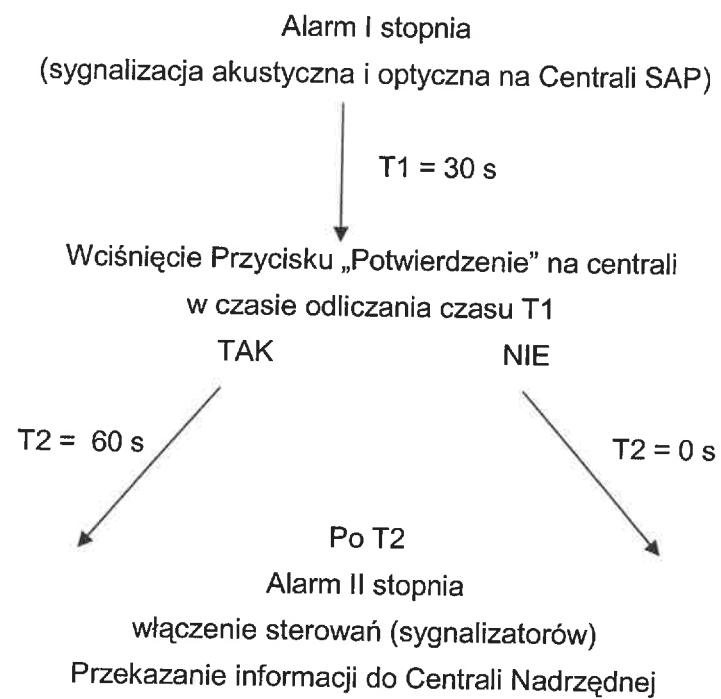 Alarm I stopnia
(sygnalizacja akustyczna i optyczna na Centrali SAP)
T1 = 30 s
Wciśnięcie Przycisku „Potwierdzenie” na centrali
w czasie odliczania czasu T1
TAK NIE
T2 = 60 s T2 = 0 s
Po T2
Alarm II stopnia
włączenie sterowań (sygnalizatorów)
Przekazanie informacji do Centrali Nadrzędnej